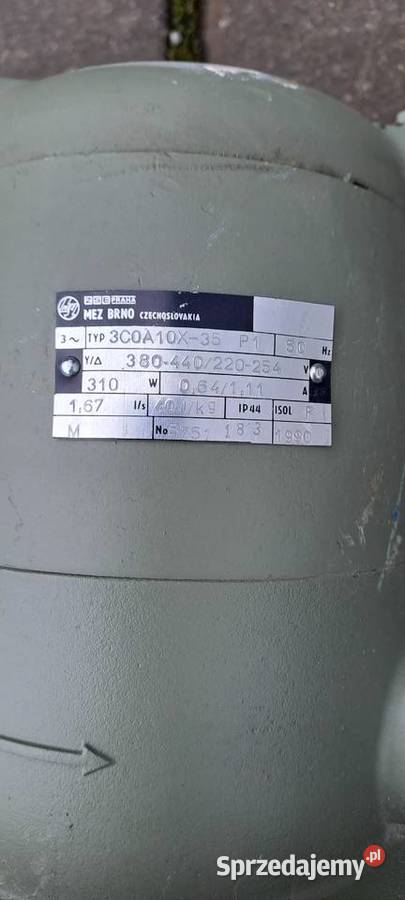 ZSE PRAHA
MEZ BRNO CZECHOSLOVAKIA
3~ TYP 3COA10X-35 P1 50 Hz
Y/Δ 380-440/220-254 V
310 W 0,64/1,11 A
1,67 l/s J/kg IP44 ISOL F
M No 183 1990
Sprzedajemy.pl